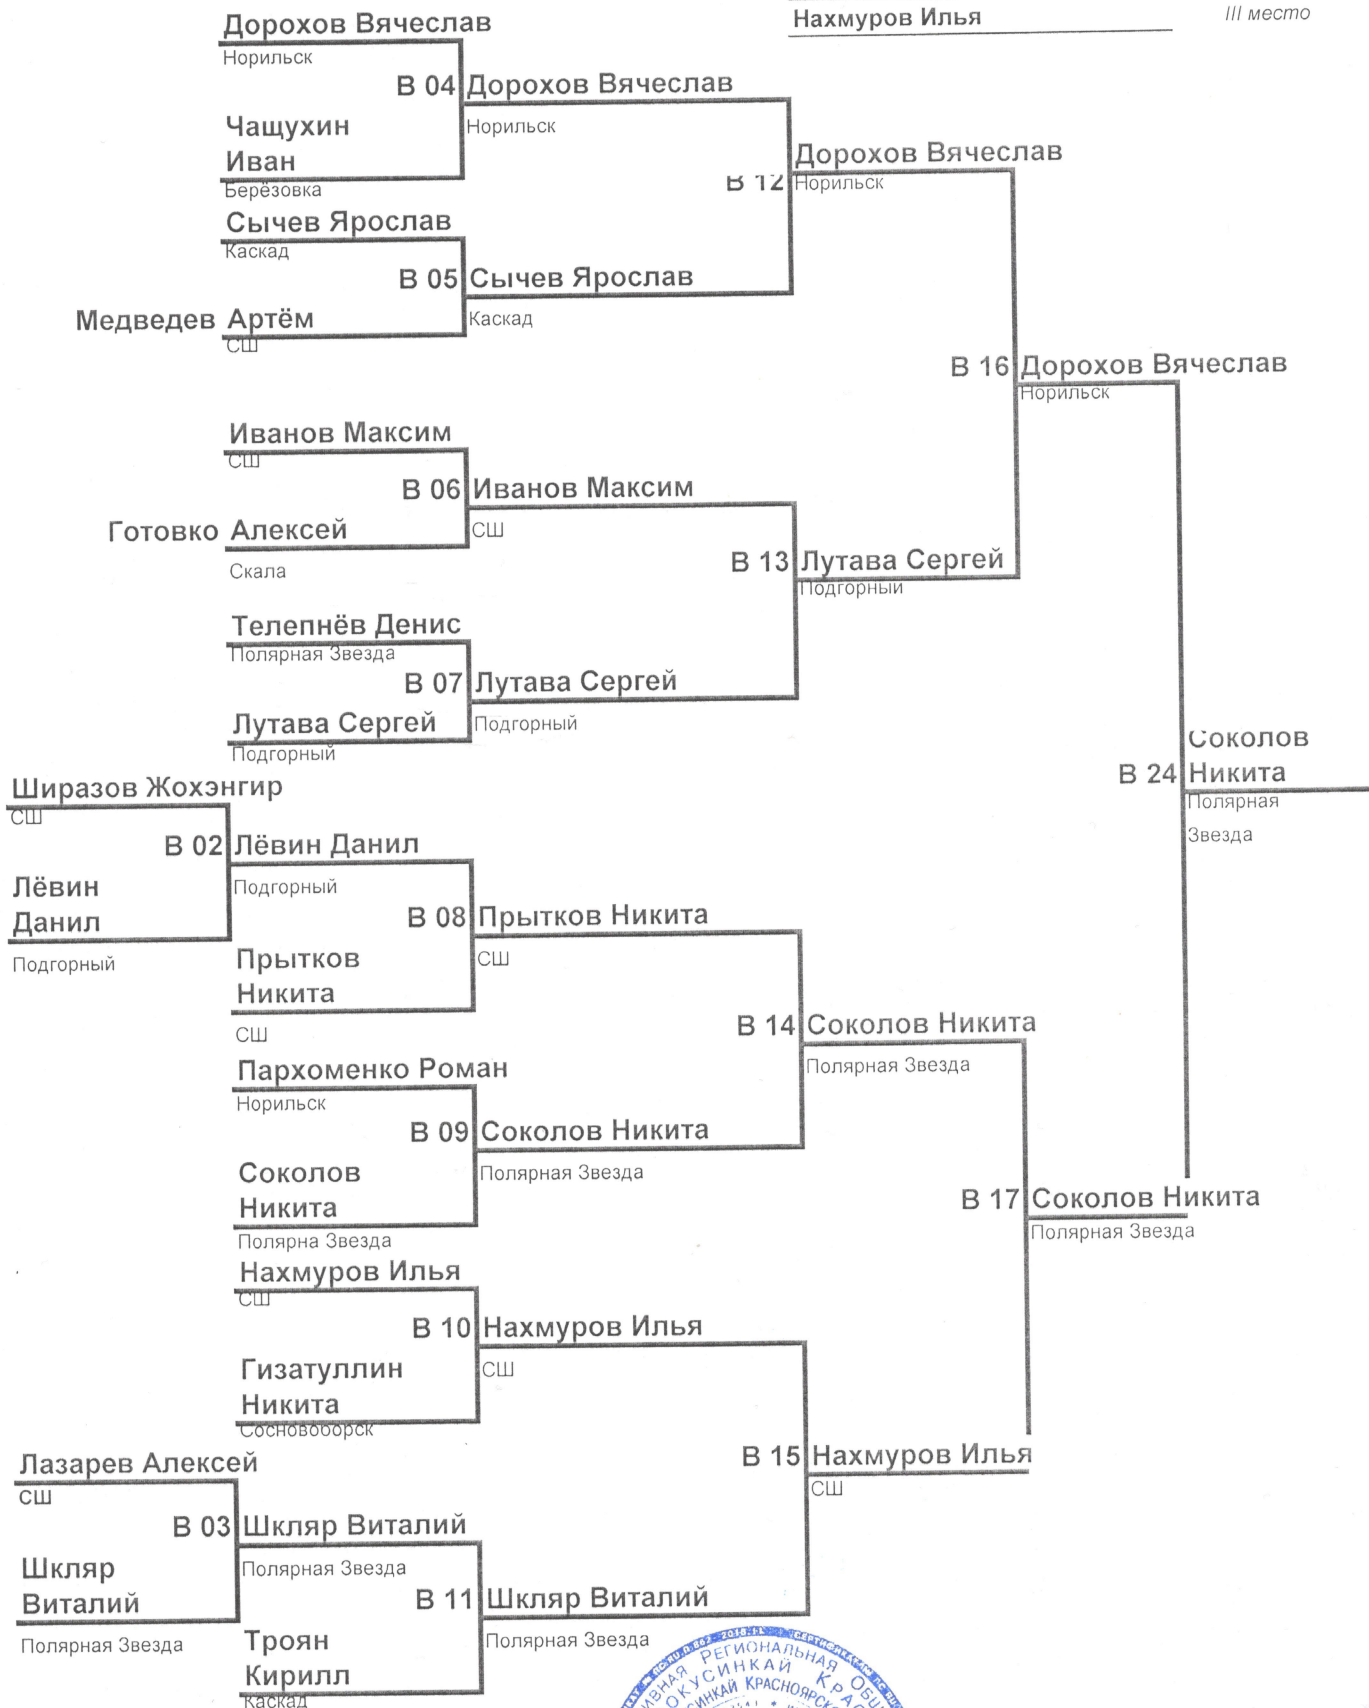 Нахмуров Илья
III место
Дорохов Вячеслав
Норильск
В 04
Дорохов Вячеслав
Норильск
Чащухин
Иван
Берёзовка
Дорохов Вячеслав
В 12
Норильск
Сычев Ярослав
Каскад
В 05
Сычев Ярослав
Каскад
Медведев Артём
СШ
В 16
Дорохов Вячеслав
Норильск
Иванов Максим
СШ
В 06
Иванов Максим
СШ
Готовко Алексей
Скала
В 13
Лутава Сергей
Подгорный
Телепнёв Денис
Полярная Звезда
В 07
Лутава Сергей
Подгорный
Лутава Сергей
Подгорный
Соколов
В 24
Никита
Полярная
Звезда
Ширазов Жохэнгир
СШ
В 02
Лёвин Данил
Подгорный
Лёвин
Данил
Подгорный
В 08
Прытков Никита
СШ
Прытков
Никита
СШ
В 14
Соколов Никита
Полярная Звезда
Пархоменко Роман
Норильск
В 09
Соколов Никита
Полярная Звезда
Соколов
Никита
Полярна Звезда
В 17
Соколов Никита
Полярная Звезда
Нахмуров Илья
СШ
В 10
Нахмуров Илья
СШ
Гизатуллин
Никита
Сосновоборск
В 15
Нахмуров Илья
СШ
Лазарев Алексей
СШ
В 03
Шкляр Виталий
Полярная Звезда
Шкляр
Виталий
Полярная Звезда
В 11
Шкляр Виталий
Полярная Звезда
Троян
Кирилл
Каскад
РЕГИОНАЛЬНАЯ